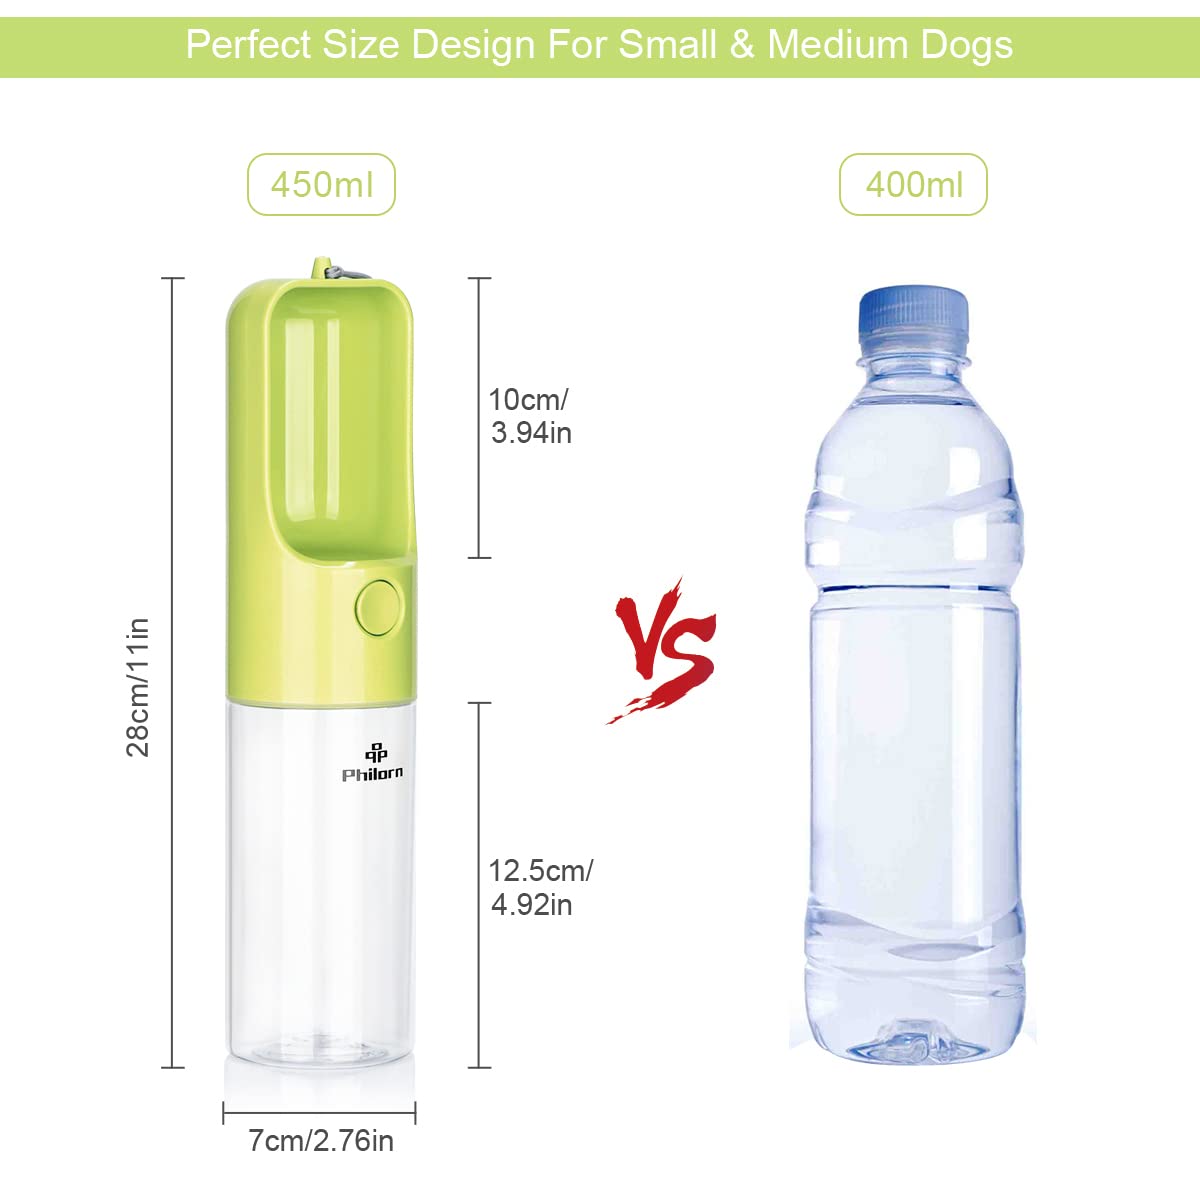 Perfect Size Design For Small & Medium Dogs
450ml
400ml
10cm/
3.94in
28cm/11in
VS
Philorn
12.5cm/
4.92in
7cm/2.76in